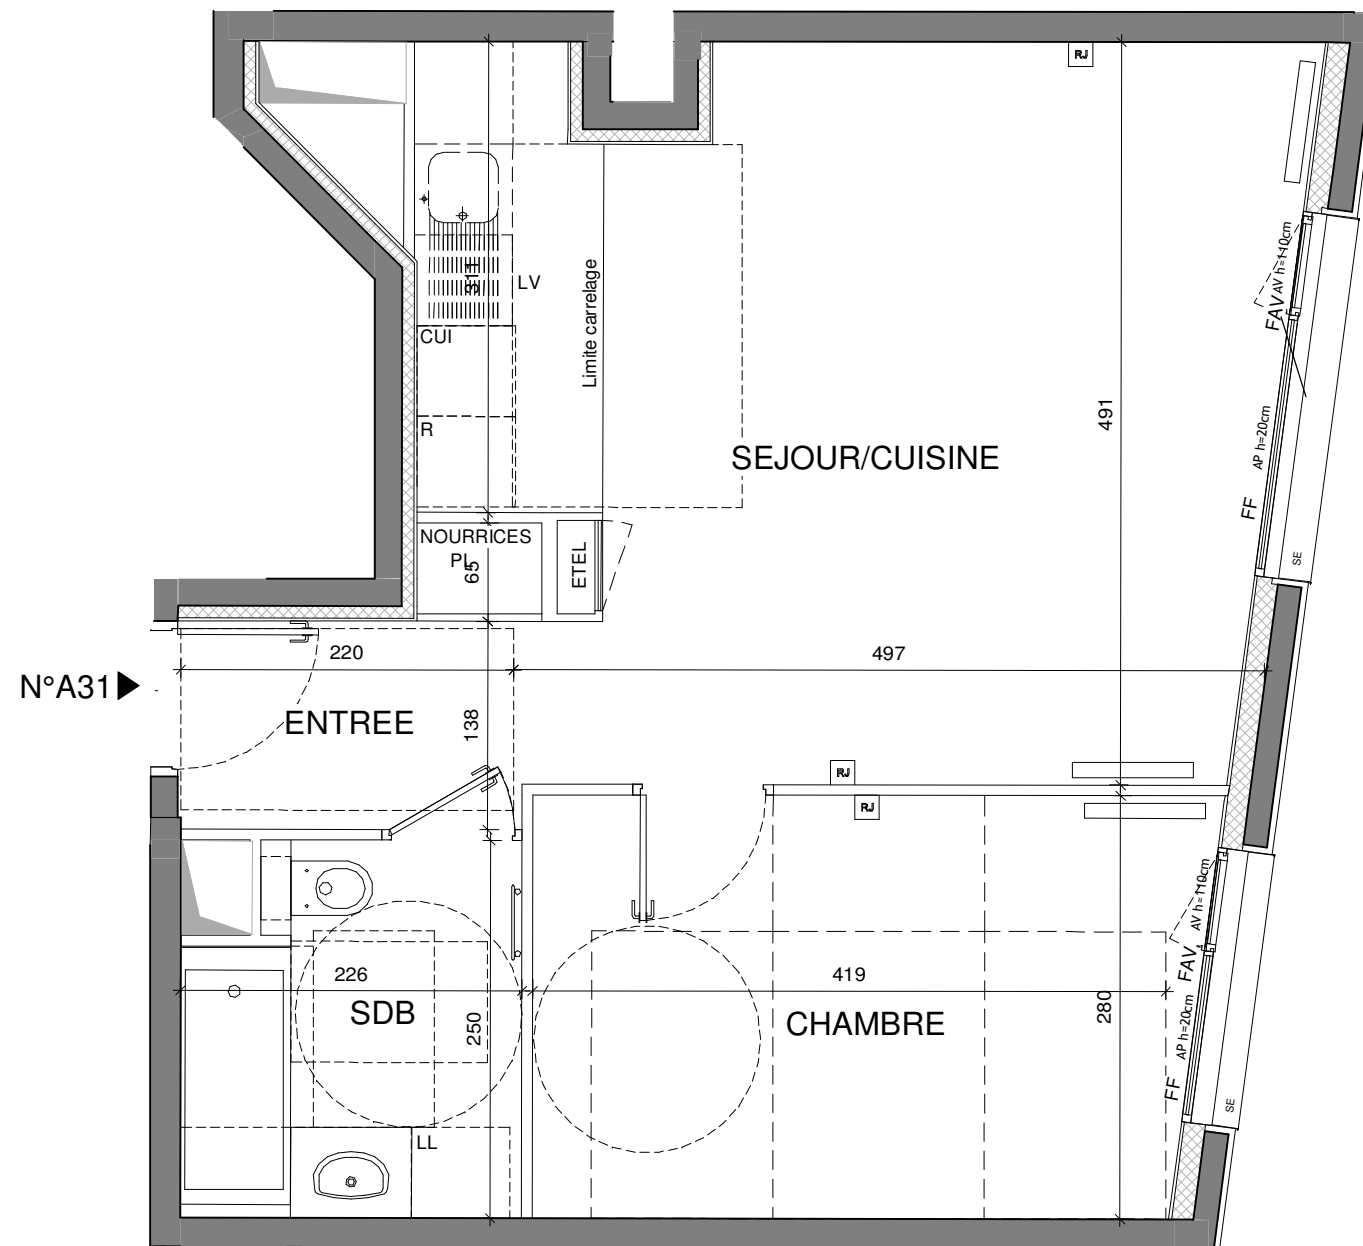 RJ
AV h=110cm
FAV
311
LV
Limite carrelage
CUI
R
491
SEJOUR/CUISINE
AP h=20cm
FF
SE
NOURRICES
PL
65
ETEL
220
497
N°A31
ENTREE
138
RJ
RJ
AV h=110cm
FAV
226
419
SDB
250
CHAMBRE
280
AP h=20cm
FF
SE
LL